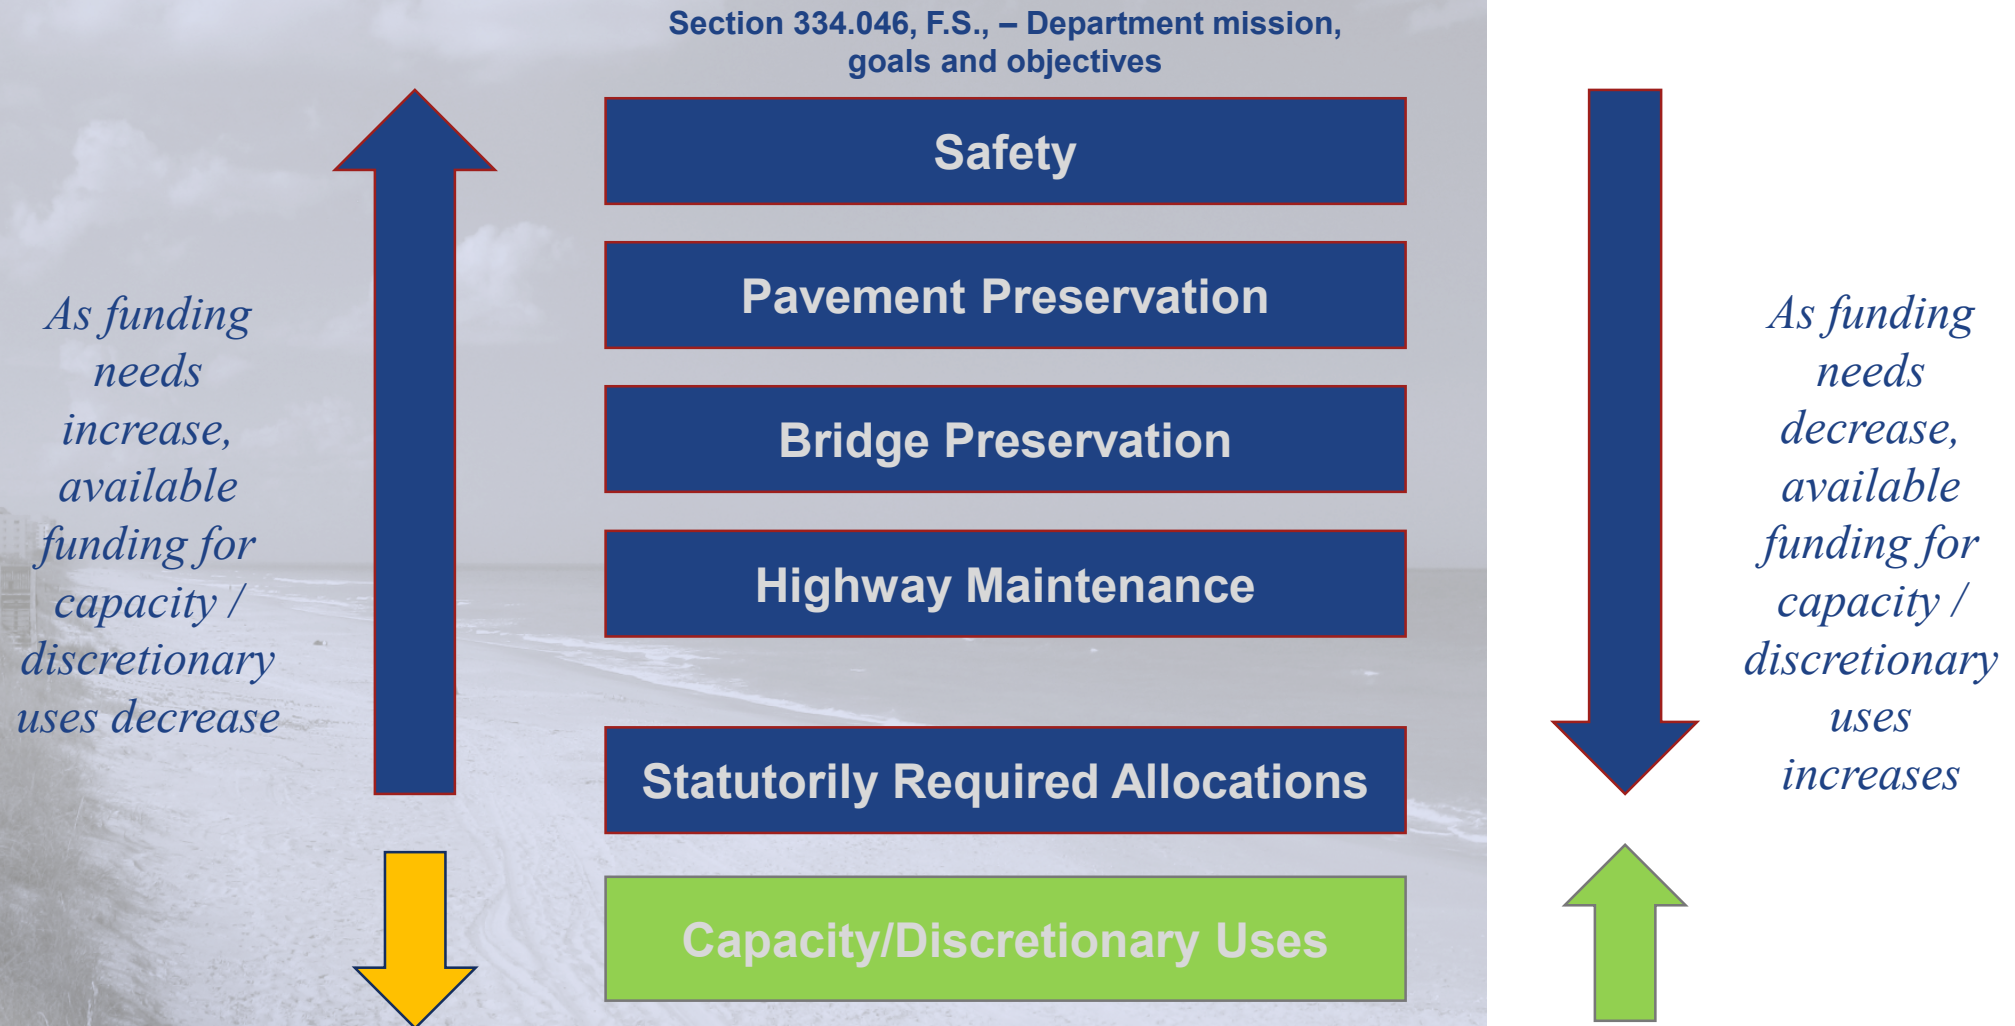 Section 334.046, F.S., – Department mission,
goals and objectives
As funding
needs
increase,
available
funding for
capacity /
discretionary
uses decrease
Safety
Pavement Preservation
Bridge Preservation
Highway Maintenance
Statutorily Required Allocations
Capacity/Discretionary Uses
As funding
needs
decrease,
available
funding for
capacity /
discretionary
uses
increases